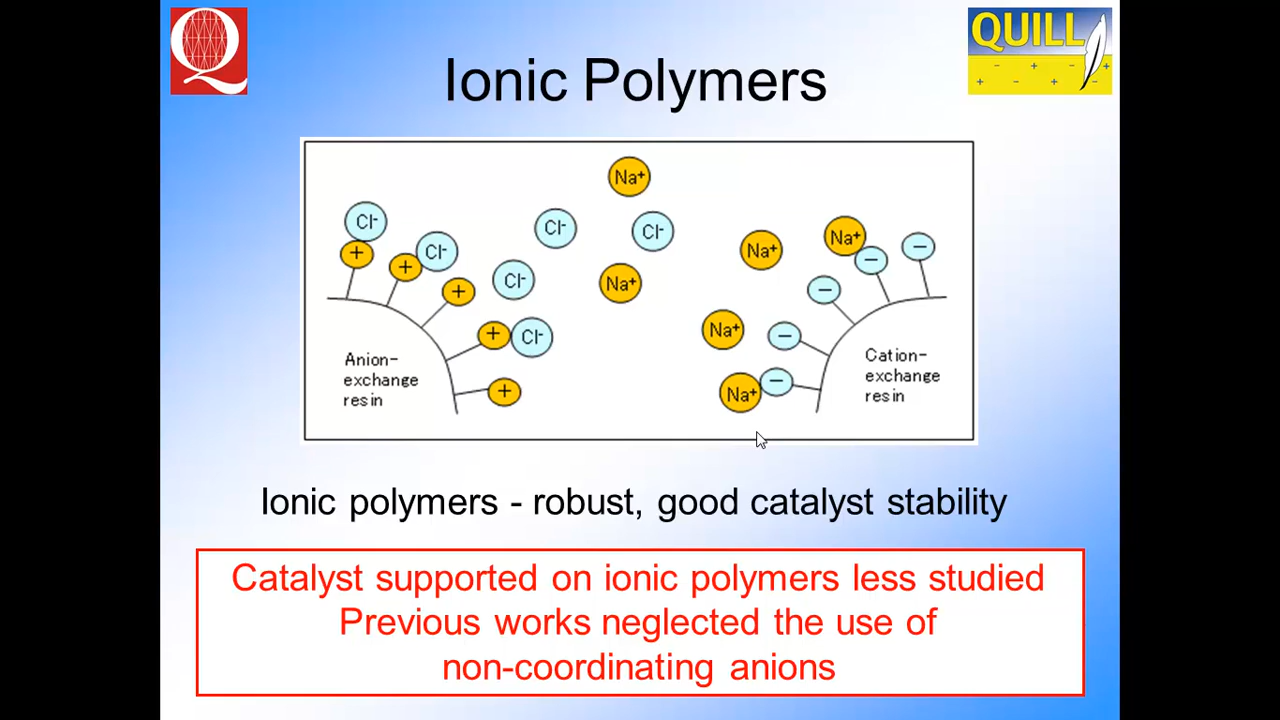 Q
QUILL
Ionic Polymers
Na⁺
Cl⁻
+
Cl⁻
+
Cl⁻
Cl⁻
Na⁺
Na⁺
−
−
Cl⁻
+
Na⁺
−
+
Cl⁻
Na⁺
−
Anion-
exchange
resin
Cation-
exchange
resin
+
Na⁺
−
Ionic polymers - robust, good catalyst stability
Catalyst supported on ionic polymers less studied
Previous works neglected the use of
non-coordinating anions